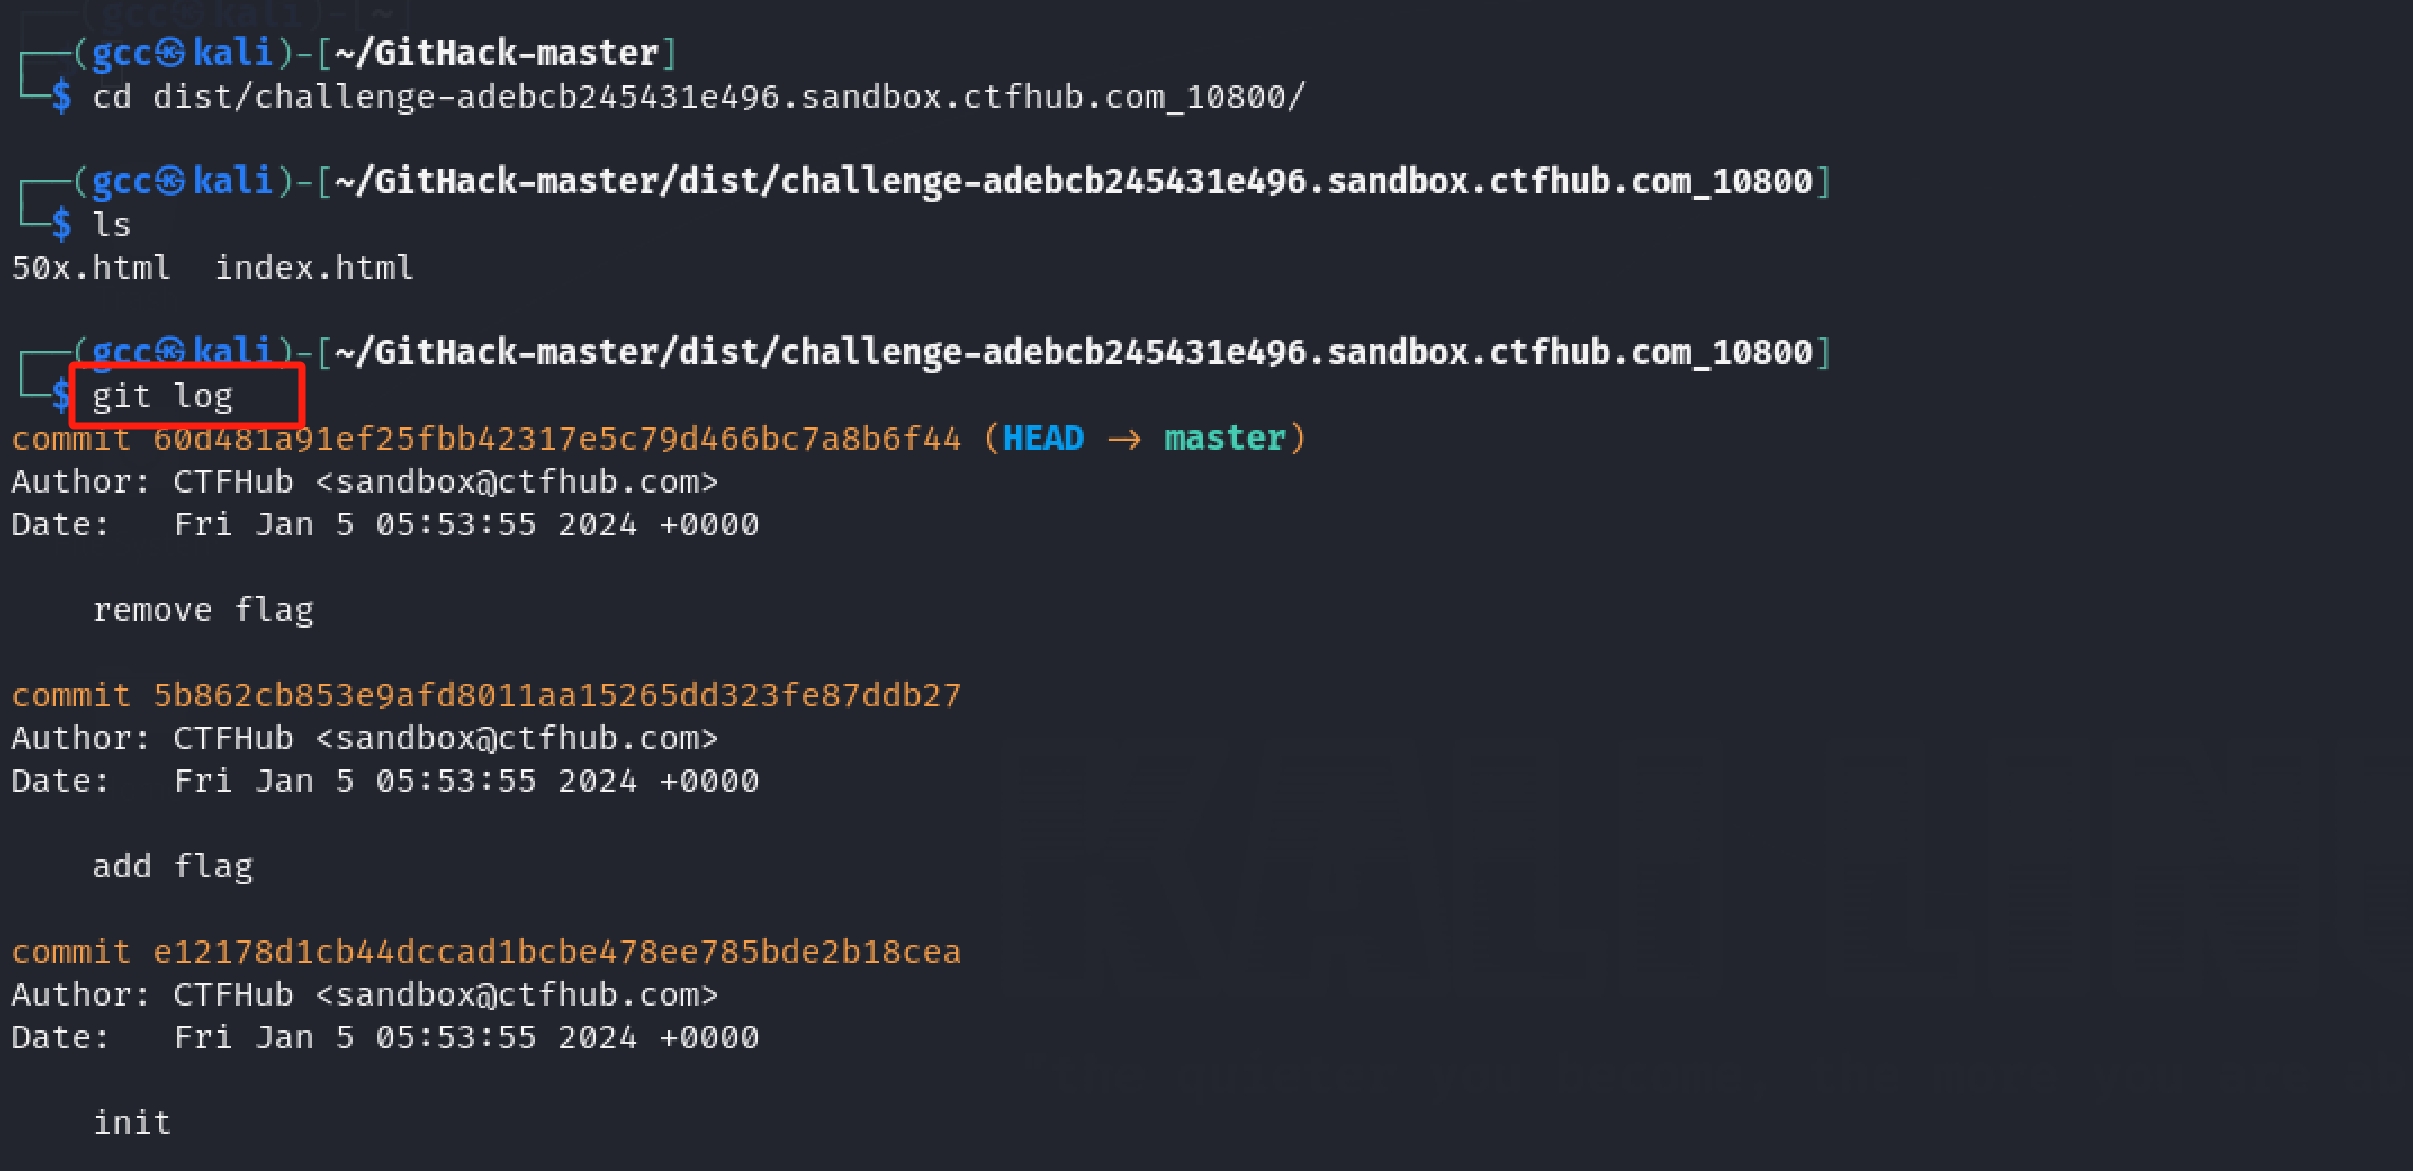 ┌──(gcc㉿kali)-[~/GitHack-master]
└─$ cd dist/challenge-adebcb245431e496.sandbox.ctfhub.com_10800/
┌──(gcc㉿kali)-[~/GitHack-master/dist/challenge-adebcb245431e496.sandbox.ctfhub.com_10800]
└─$ ls
50x.html  index.html
┌──(gcc㉿kali)-[~/GitHack-master/dist/challenge-adebcb245431e496.sandbox.ctfhub.com_10800]
└─$ git log
commit 60d481a91ef25fbb42317e5c79d466bc7a8b6f44 (HEAD → master)
Author: CTFHub <sandbox@ctfhub.com>
Date:   Fri Jan 5 05:53:55 2024 +0000
remove flag
commit 5b862cb853e9afd8011aa15265dd323fe87ddb27
Author: CTFHub <sandbox@ctfhub.com>
Date:   Fri Jan 5 05:53:55 2024 +0000
add flag
commit e12178d1cb44dccad1bcbe478ee785bde2b18cea
Author: CTFHub <sandbox@ctfhub.com>
Date:   Fri Jan 5 05:53:55 2024 +0000
init